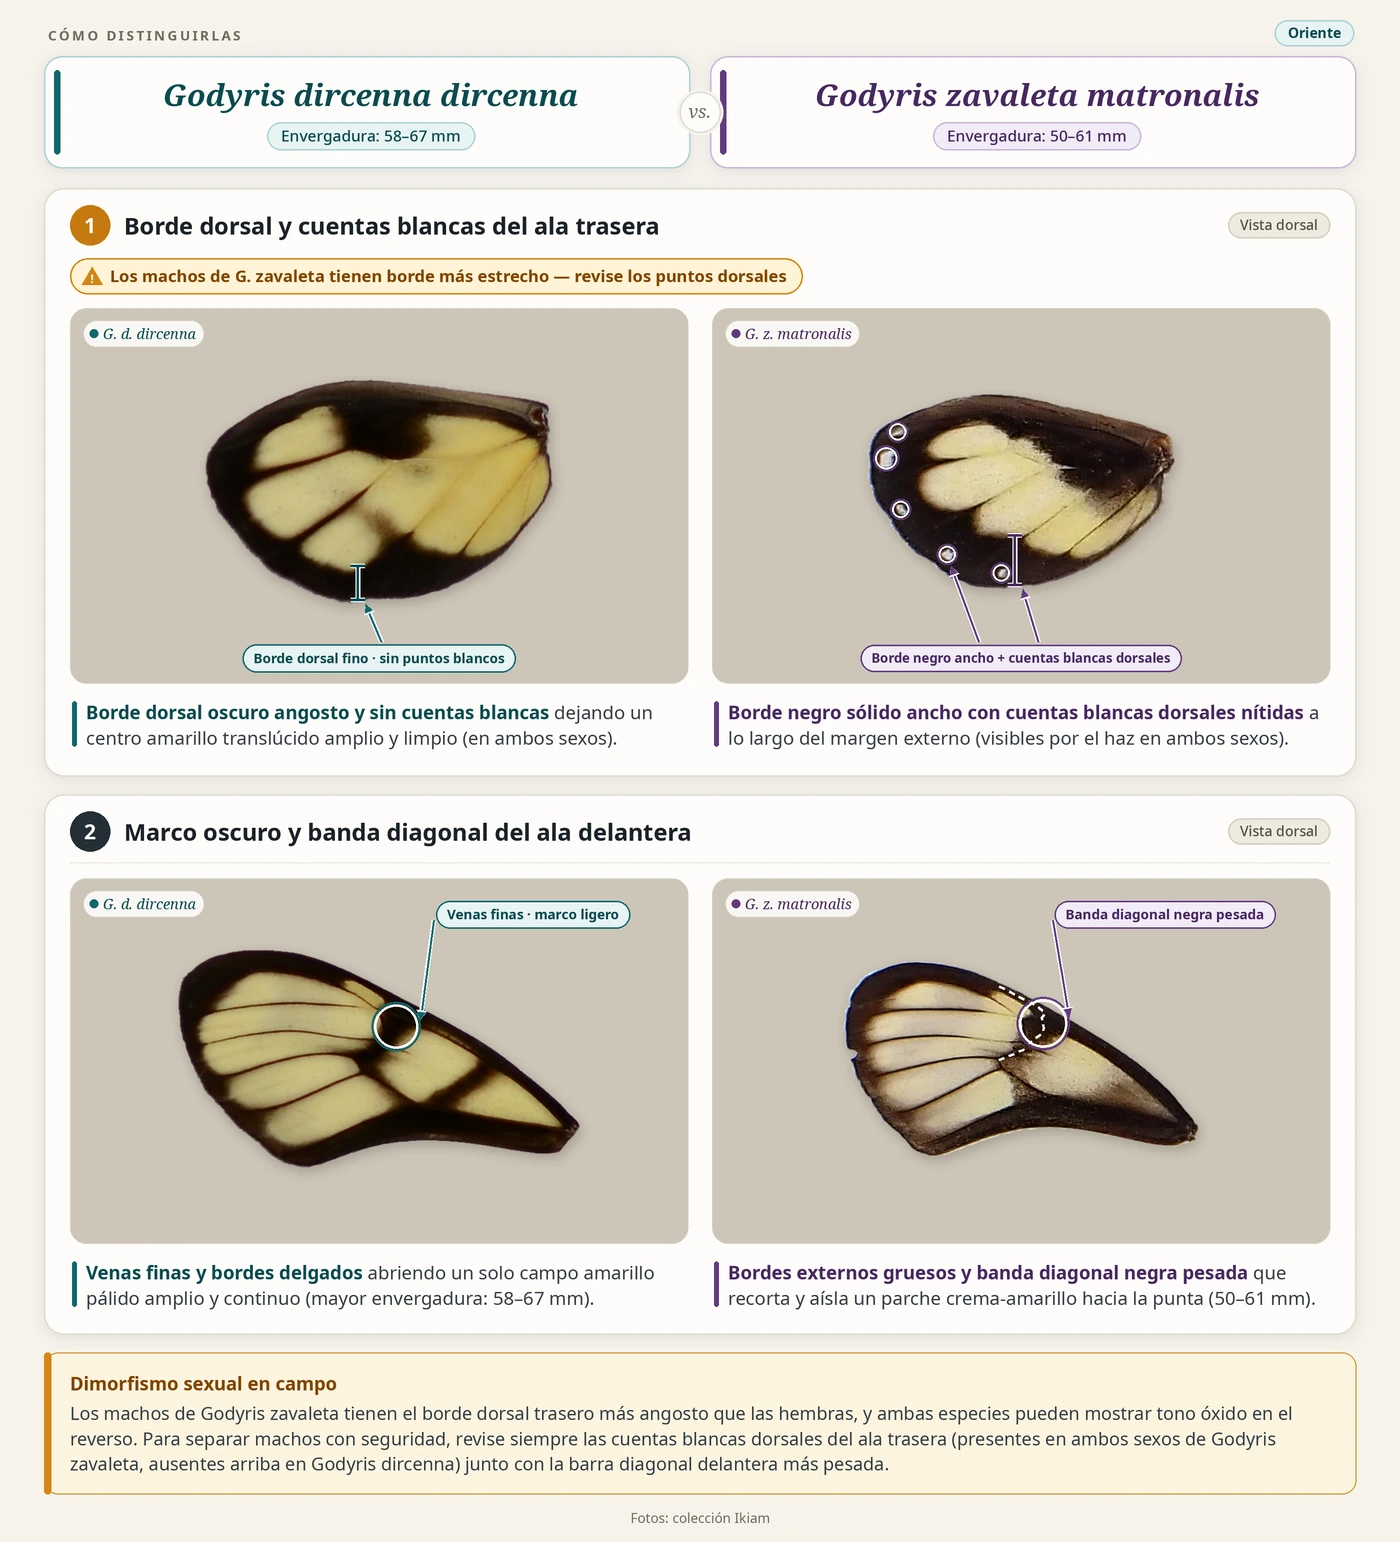 CÓMO DISTINGUIRLAS
Oriente
Godyris dircenna dircenna
Envergadura: 58–67 mm
vs.
Godyris zavaleta matronalis
Envergadura: 50–61 mm
1
Borde dorsal y cuentas blancas del ala trasera
Vista dorsal
Los machos de G. zavaleta tienen borde más estrecho — revise los puntos dorsales
G. d. dircenna
Borde dorsal fino · sin puntos blancos
G. z. matronalis
Borde negro ancho + cuentas blancas dorsales
Borde dorsal oscuro angosto y sin cuentas blancas dejando un
centro amarillo translúcido amplio y limpio (en ambos sexos).
Borde negro sólido ancho con cuentas blancas dorsales nítidas a
lo largo del margen externo (visibles por el haz en ambos sexos).
2
Marco oscuro y banda diagonal del ala delantera
Vista dorsal
G. d. dircenna
Venas finas · marco ligero
G. z. matronalis
Banda diagonal negra pesada
Venas finas y bordes delgados abriendo un solo campo amarillo
pálido amplio y continuo (mayor envergadura: 58–67 mm).
Bordes externos gruesos y banda diagonal negra pesada que
recorta y aísla un parche crema-amarillo hacia la punta (50–61 mm).
Dimorfismo sexual en campo
Los machos de Godyris zavaleta tienen el borde dorsal trasero más angosto que las hembras, y ambas especies pueden mostrar tono óxido en el
reverso. Para separar machos con seguridad, revise siempre las cuentas blancas dorsales del ala trasera (presentes en ambos sexos de Godyris
zavaleta, ausentes arriba en Godyris dircenna) junto con la barra diagonal delantera más pesada.
Fotos: colección Ikiam